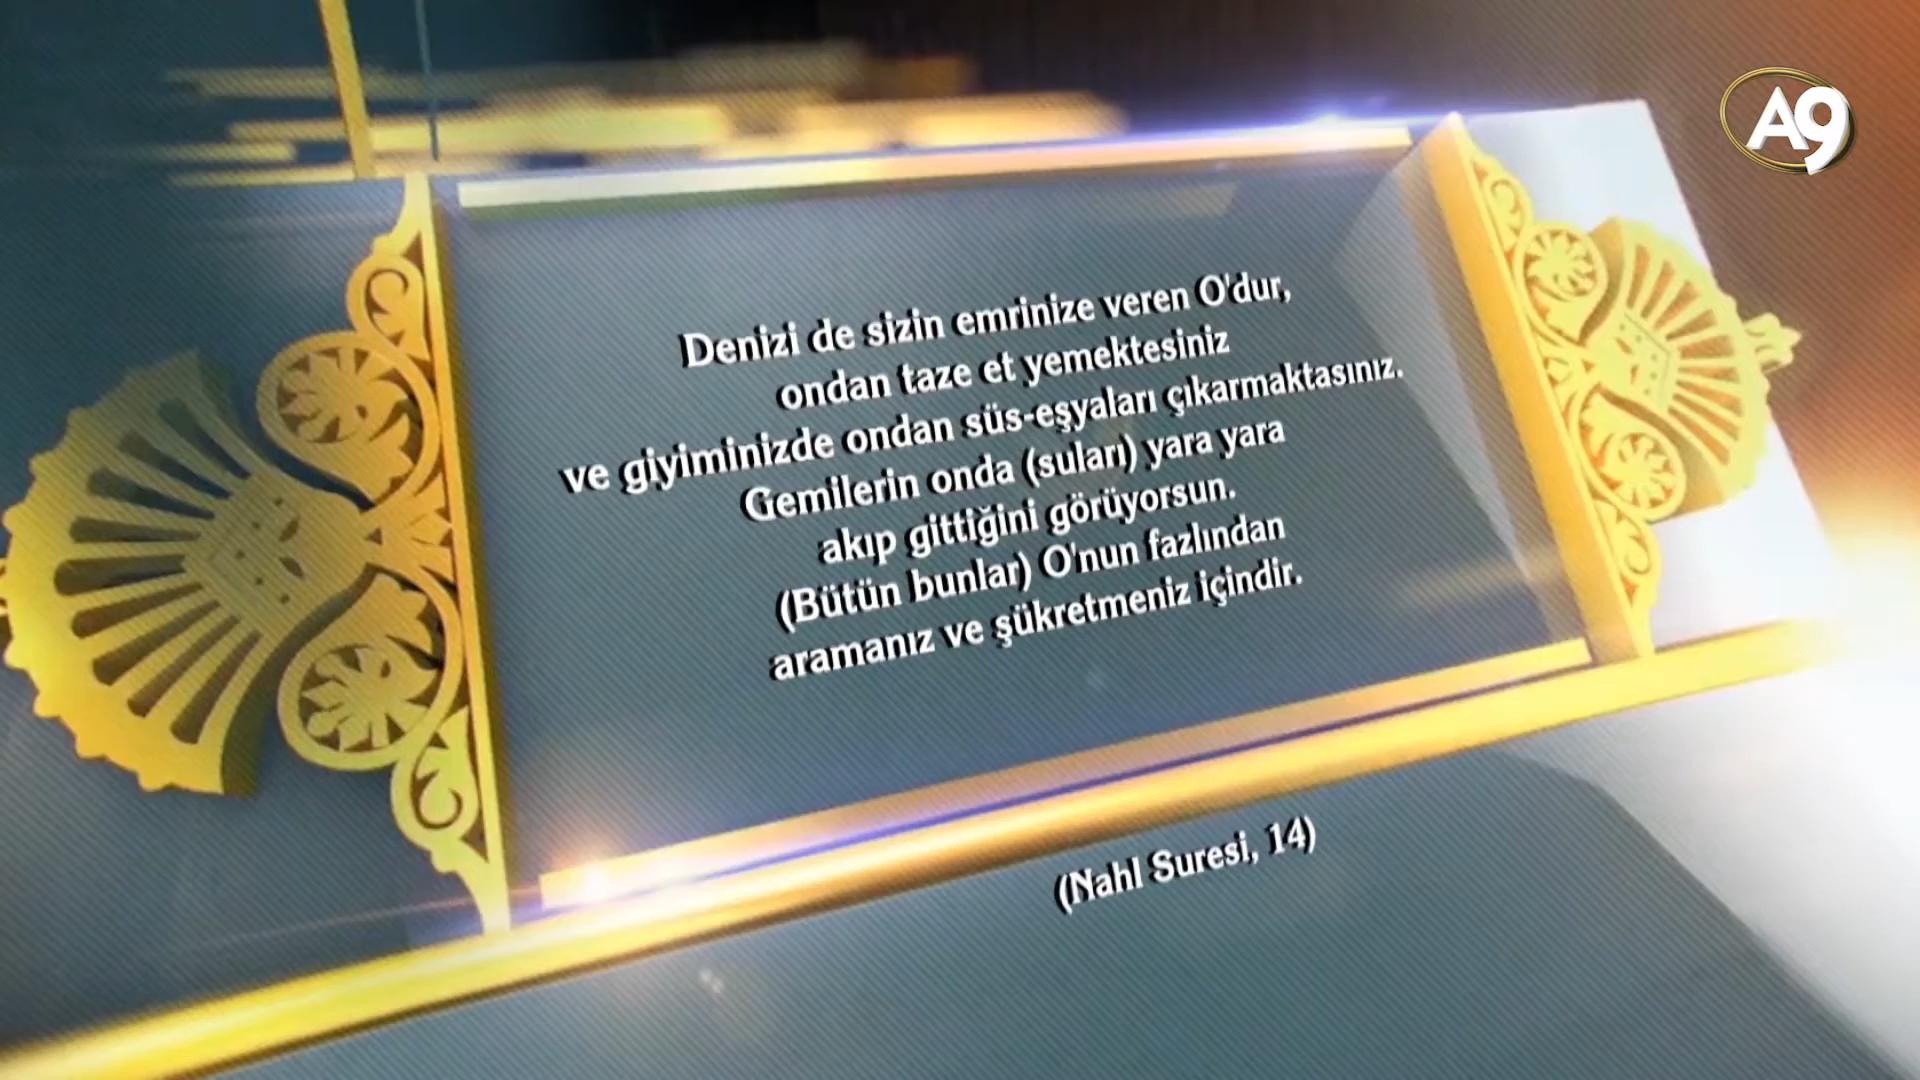 A9
Denizi de sizin emrinize veren O'dur,
ondan taze et yemektesiniz
ve giyiminizde ondan süs-eşyaları çıkarmaktasınız.
Gemilerin onda (suları) yara yara
akıp gittiğini görüyorsun.
(Bütün bunlar) O'nun fazlından
aramanız ve şükretmeniz içindir.
(Nahl Suresi, 14)